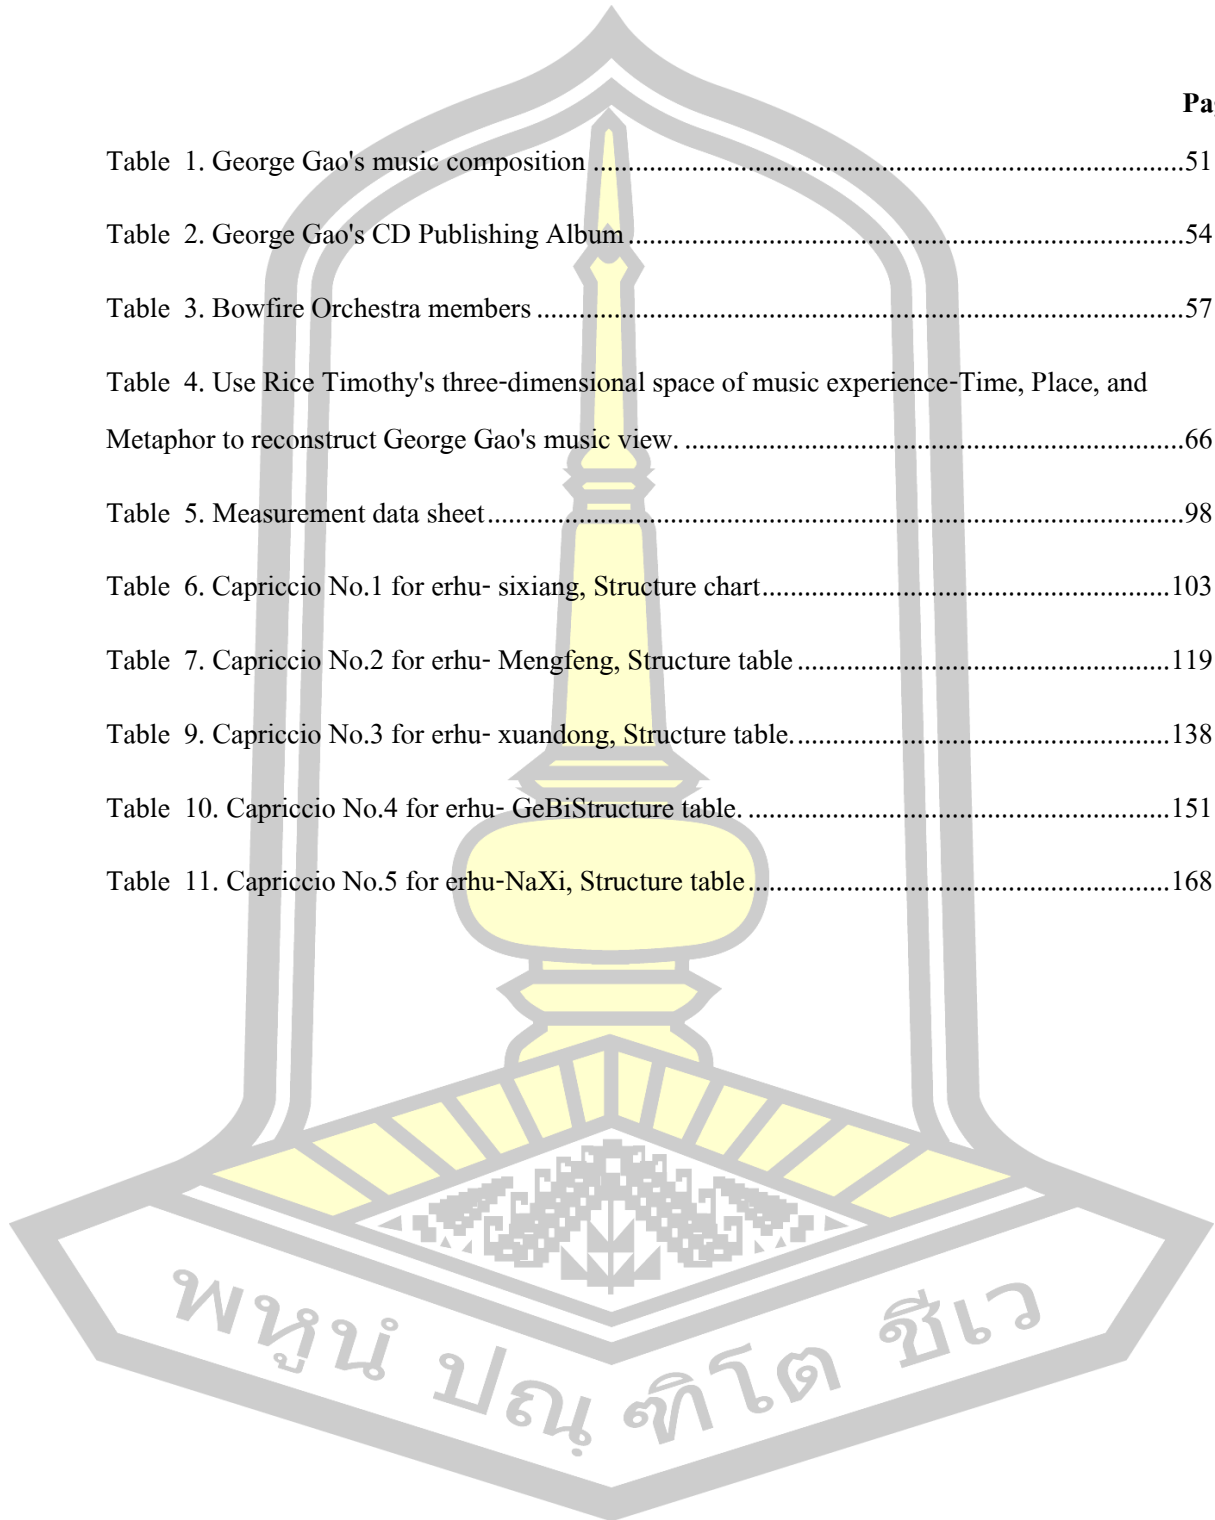 Pa
Table 1. George Gao's music composition ..........51
Table 2. George Gao's CD Publishing Album ..........54
Table 3. Bowfire Orchestra members ..........57
Table 4. Use Rice Timothy's three-dimensional space of music experience-Time, Place, and
Metaphor to reconstruct George Gao's music view. ..........66
Table 5. Measurement data sheet ..........98
Table 6. Capriccio No.1 for erhu- sixiang, Structure chart ..........103
Table 7. Capriccio No.2 for erhu- Mengfeng, Structure table ..........119
Table 9. Capriccio No.3 for erhu- xuandong, Structure table. ..........138
Table 10. Capriccio No.4 for erhu- GeBiStructure table. ..........151
Table 11. Capriccio No.5 for erhu-NaXi, Structure table ..........168
พหูนํ ปณฺฑิโต ชีเว